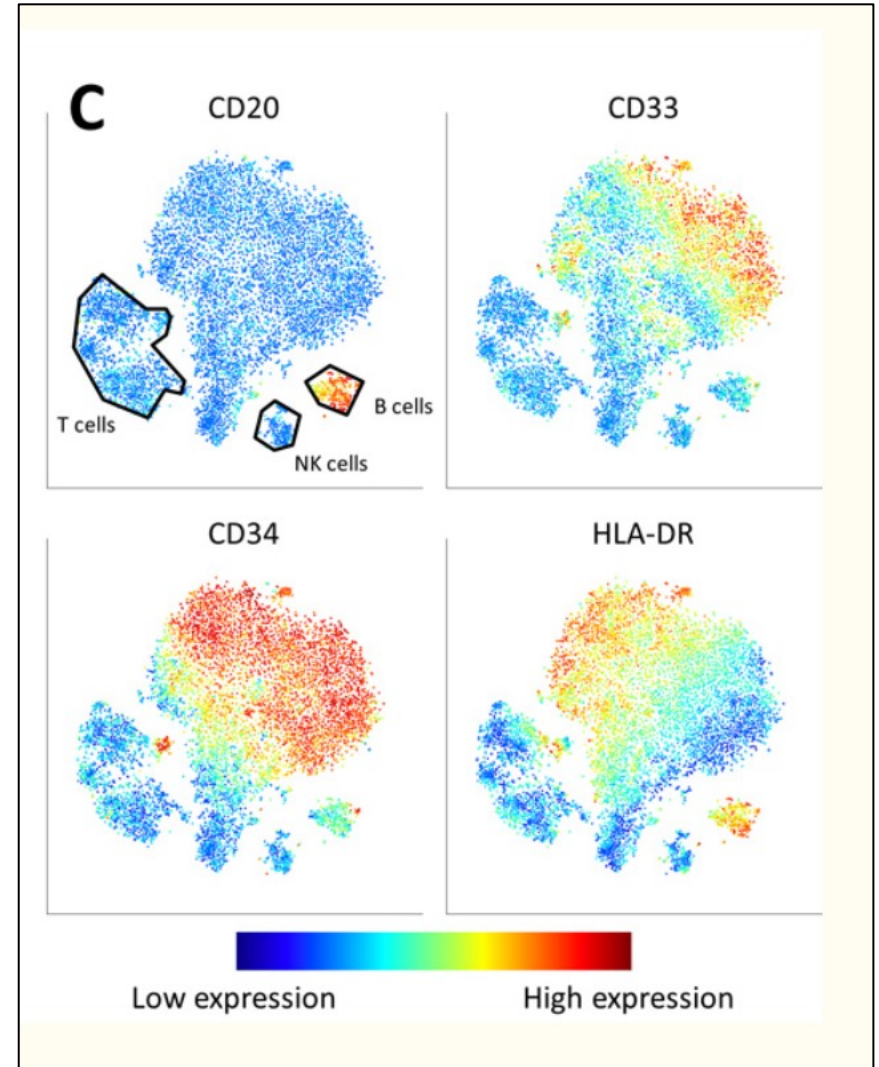 C
CD20
CD33
T cells
B cells
NK cells
CD34
HLA-DR
Low expression
High expression